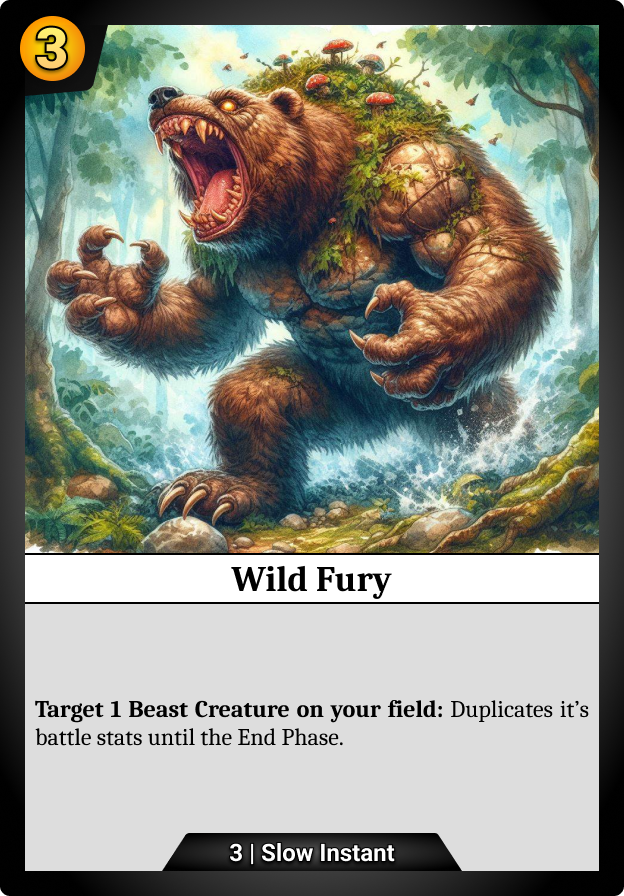 3
Wild Fury
Target 1 Beast Creature on your field: Duplicates it’s
battle stats until the End Phase.
3 | Slow Instant